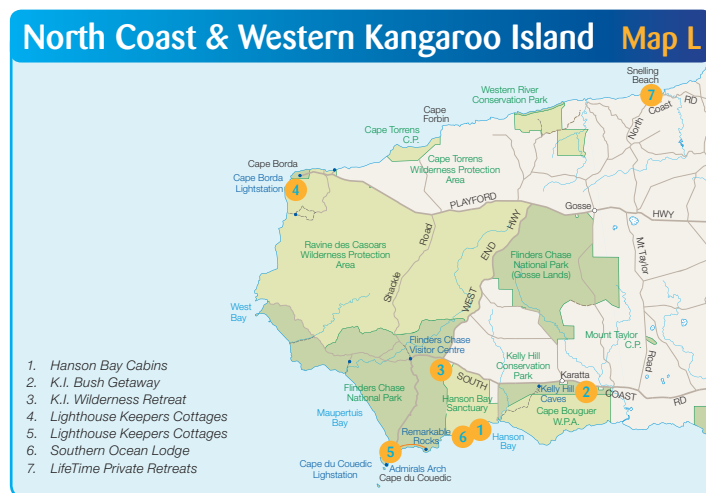 North Coast & Western Kangaroo Island Map L
Snelling
Beach
7
North
Coast
RD
Western River
Conservation Park
Cape
Forbin
Cape Torrens
C.P.
Cape Torrens
Wilderness Protection
Area
Cape Borda
Cape Borda
Lightstation
4
PLAYFORD
HWY
Gosse
HWY
Ravine des Casoars
Wilderness Protection
Area
Shackle
Road
WEST
END
HWY
Flinders Chase
National Park
(Gosse Lands)
Mt Taylor
Road
West
Bay
Flinders Chase
Visitor Centre
Mount Taylor
C.P.
Kelly Hill
Conservation
Park
3
SOUTH
Karatta
Kelly Hill
Caves
2
COAST
RD
Flinders Chase
National Park
Hanson Bay
Sanctuary
Cape Bouguer
W.P.A.
Maupertuis
Bay
Remarkable
Rocks
6
1
Hanson
Bay
5
Cape du Couedic
Lightstation
Admirals Arch
Cape du Couedic
1. Hanson Bay Cabins
2. K.I. Bush Getaway
3. K.I. Wilderness Retreat
4. Lighthouse Keepers Cottages
5. Lighthouse Keepers Cottages
6. Southern Ocean Lodge
7. LifeTime Private Retreats